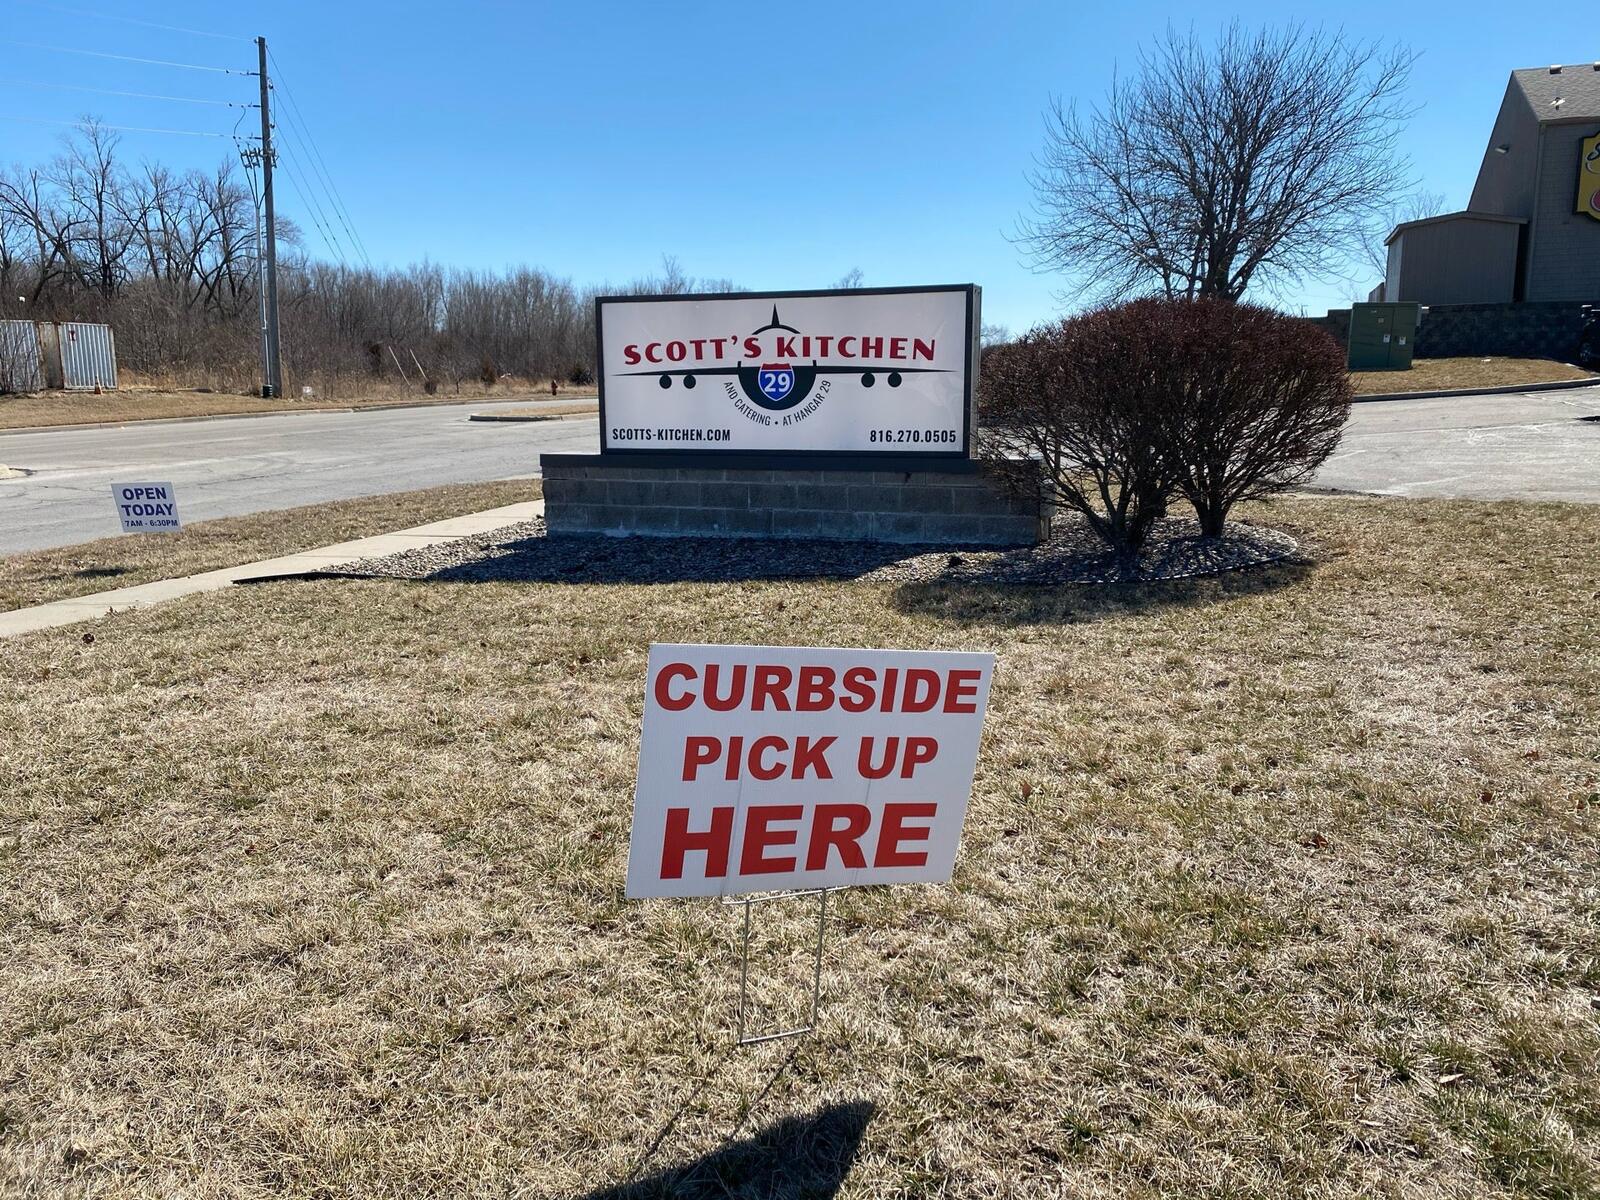 SCOTT'S KITCHEN
29
AND CATERING • AT HANGAR 29
SCOTTS-KITCHEN.COM
816.270.0505
OPEN
TODAY
7AM - 6:30PM
CURBSIDE
PICK UP
HERE